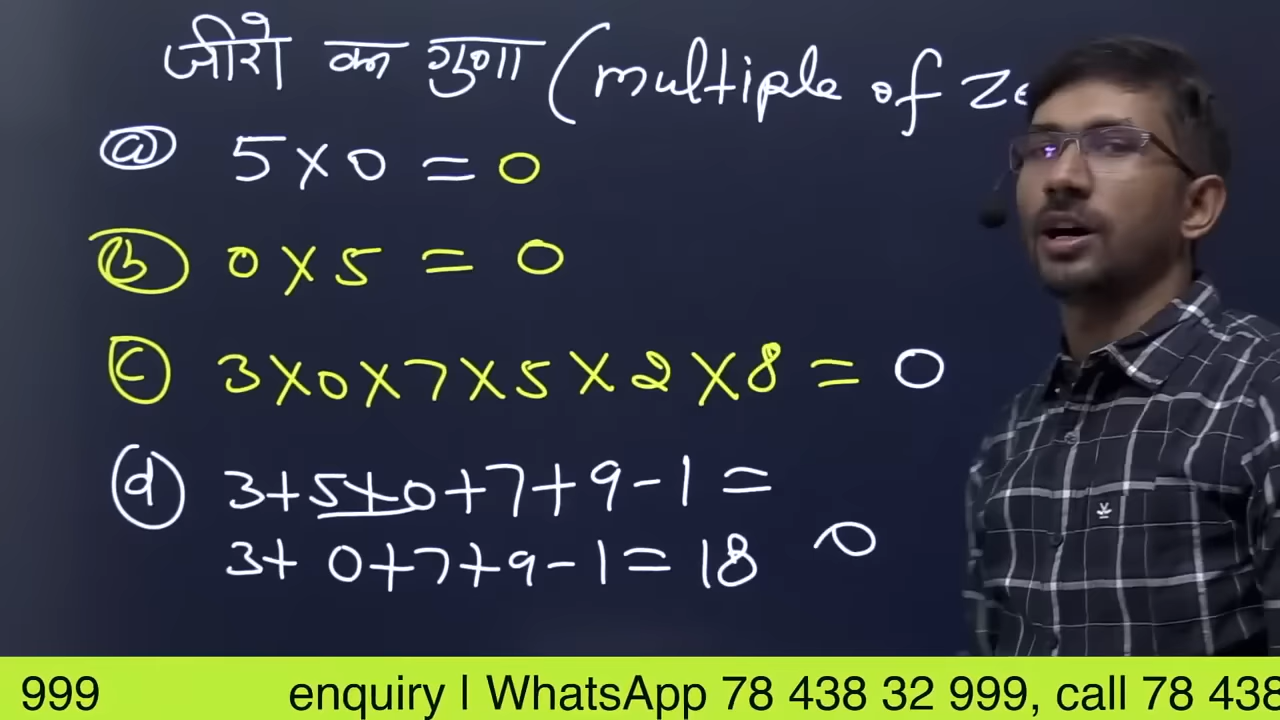 जीरो का गुणा (multiple of
ⓐ 5×0 = 0
ⓑ 0×5 = 0
ⓒ 3×0×7×5×2×8 = 0
ⓓ 3+5×0+7+9-1 =
3+0+7+9-1 = 18 0
999 enquiry | WhatsApp 78 438 32 999, call 78 438